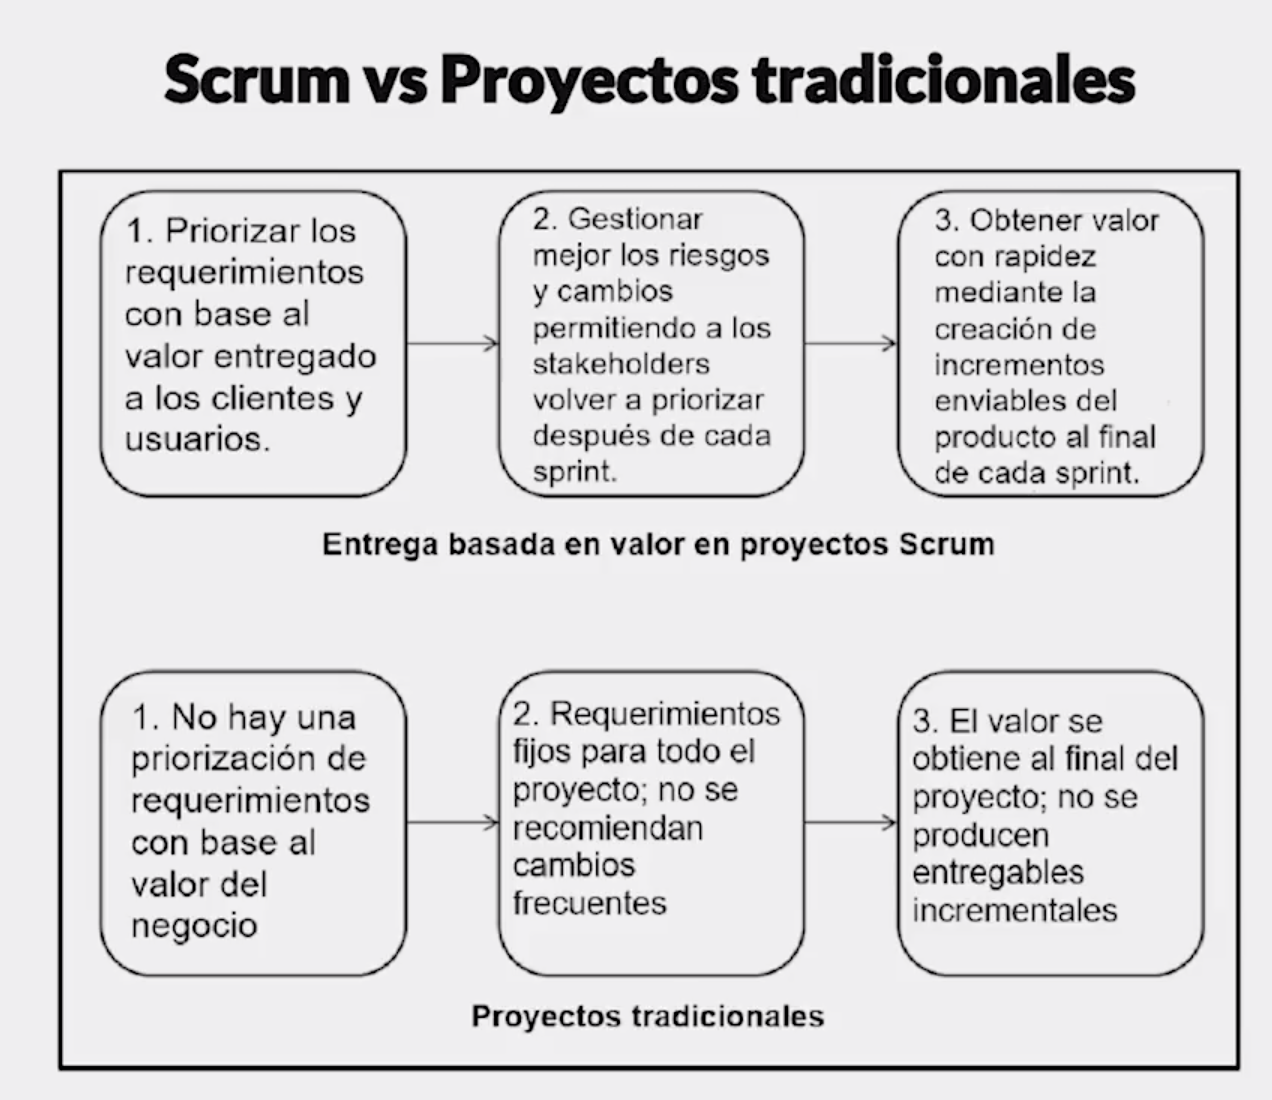 Scrum vs Proyectos tradicionales
1. Priorizar los
requerimientos
con base al
valor entregado
a los clientes y
usuarios.
2. Gestionar
mejor los riesgos
y cambios
permitiendo a los
stakeholders
volver a priorizar
después de cada
sprint.
3. Obtener valor
con rapidez
mediante la
creación de
incrementos
enviables del
producto al final
de cada sprint.
Entrega basada en valor en proyectos Scrum
1. No hay una
priorización de
requerimientos
con base al
valor del
negocio
2. Requerimientos
fijos para todo el
proyecto; no se
recomiendan
cambios
frecuentes
3. El valor se
obtiene al final del
proyecto; no se
producen
entregables
incrementales
Proyectos tradicionales